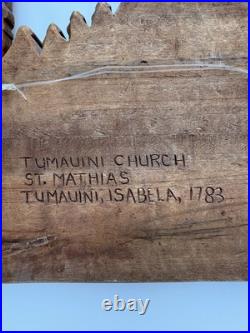 TUMAUINI CHURCH
ST. MATHIAS
TUMAUINI, ISABELA, 1783